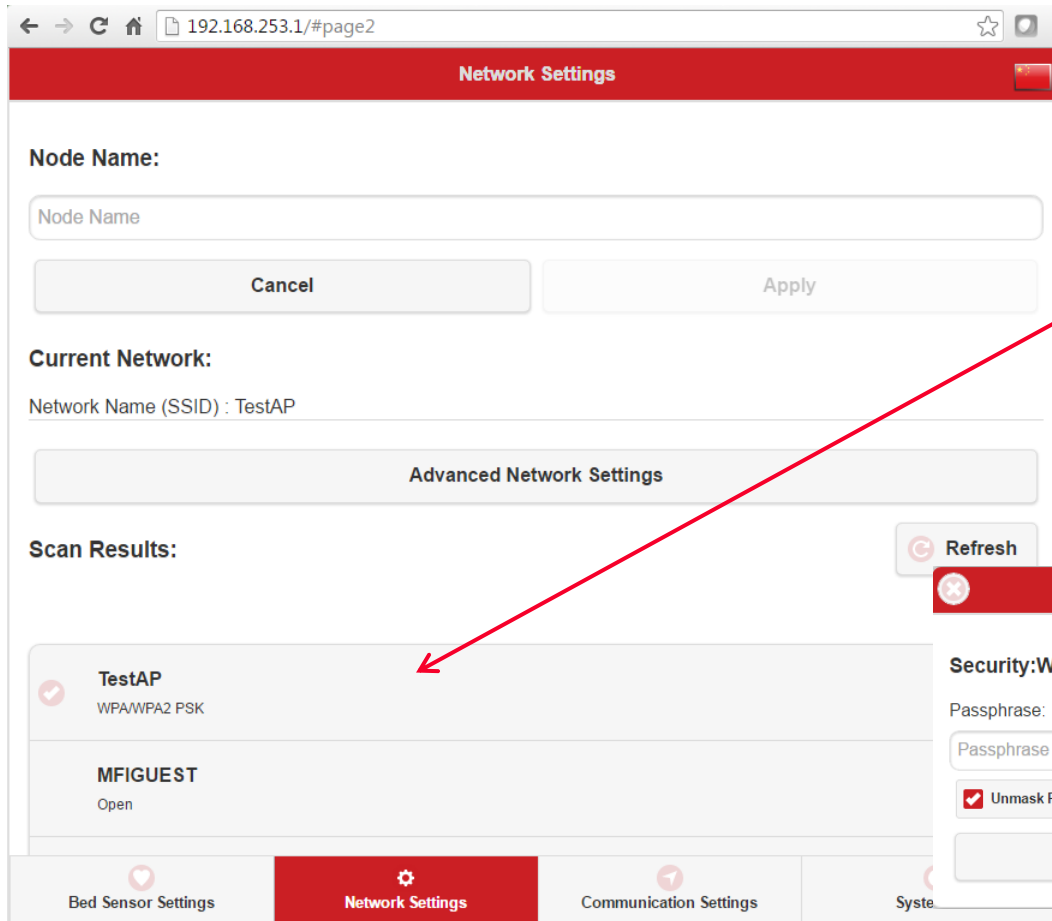 192.168.253.1/#page2
Network Settings
Node Name:
Node Name
Cancel Apply
Current Network:
Network Name (SSID) : TestAP
Advanced Network Settings
Scan Results:
Refresh
TestAP
WPA/WPA2 PSK
MFIGUEST
Open
Security:W
Passphrase:
Passphrase
Unmask P
Bed Sensor Settings Network Settings Communication Settings Syste